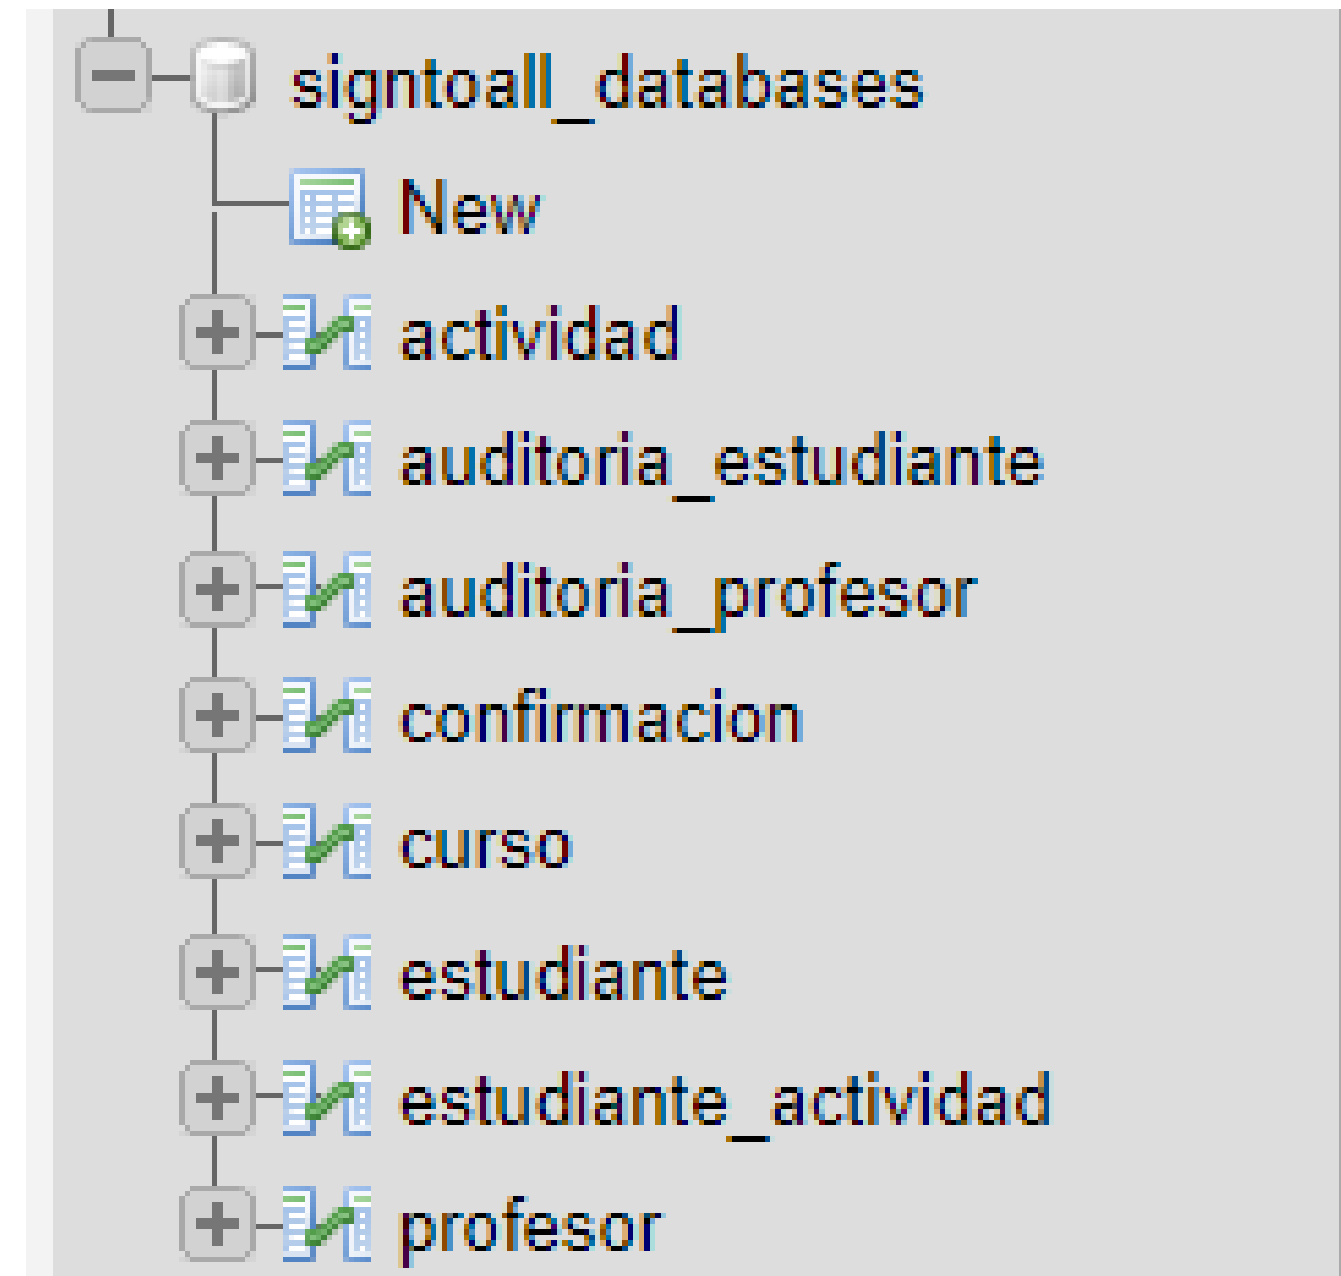 signtoall_databases
New
actividad
auditoria_estudiante
auditoria_profesor
confirmacion
curso
estudiante
estudiante_actividad
profesor